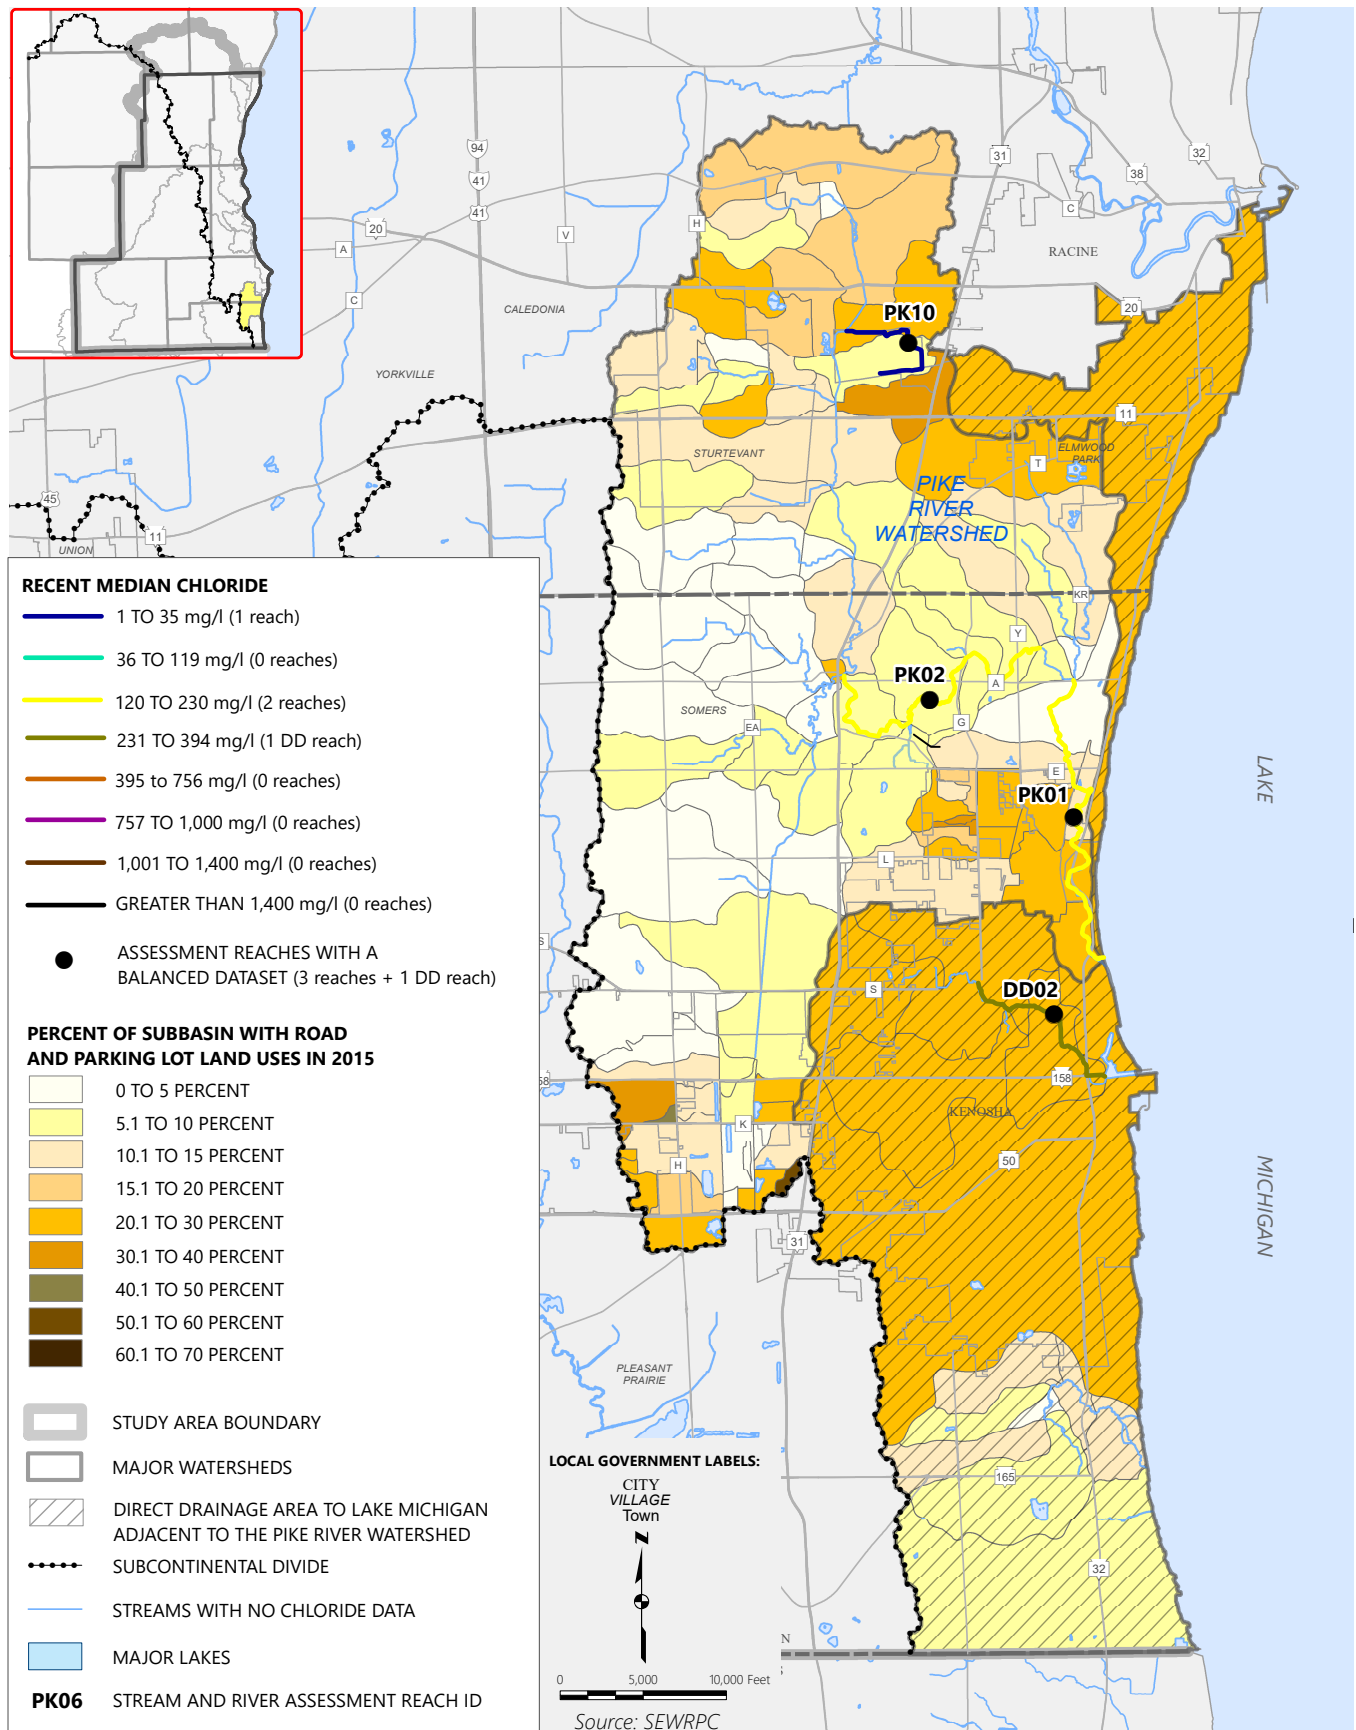 94
41
41
20
A
C
V
H
31
38
32
C
RACINE
20
CALEDONIA
YORKVILLE
PK10
11
STURTEVANT
T
ELMWOOD
PARK
PIKE
RIVER
WATERSHED
45
11
UNION
KR
Y
PK02
A
SOMERS
EA
G
E
PK01
L
LAKE
S
S
DD02
158
58
KENOSHA
K
H
50
31
MICHIGAN
PLEASANT
PRAIRIE
165
32
N
RECENT MEDIAN CHLORIDE
1 TO 35 mg/l (1 reach)
36 TO 119 mg/l (0 reaches)
120 TO 230 mg/l (2 reaches)
231 TO 394 mg/l (1 DD reach)
395 to 756 mg/l (0 reaches)
757 TO 1,000 mg/l (0 reaches)
1,001 TO 1,400 mg/l (0 reaches)
GREATER THAN 1,400 mg/l (0 reaches)
ASSESSMENT REACHES WITH A
BALANCED DATASET (3 reaches + 1 DD reach)
PERCENT OF SUBBASIN WITH ROAD
AND PARKING LOT LAND USES IN 2015
0 TO 5 PERCENT
5.1 TO 10 PERCENT
10.1 TO 15 PERCENT
15.1 TO 20 PERCENT
20.1 TO 30 PERCENT
30.1 TO 40 PERCENT
40.1 TO 50 PERCENT
50.1 TO 60 PERCENT
60.1 TO 70 PERCENT
STUDY AREA BOUNDARY
MAJOR WATERSHEDS
DIRECT DRAINAGE AREA TO LAKE MICHIGAN
ADJACENT TO THE PIKE RIVER WATERSHED
SUBCONTINENTAL DIVIDE
STREAMS WITH NO CHLORIDE DATA
MAJOR LAKES
PK06 STREAM AND RIVER ASSESSMENT REACH ID
LOCAL GOVERNMENT LABELS:
CITY
VILLAGE
Town
N
0 5,000 10,000 Feet
Source: SEWRPC